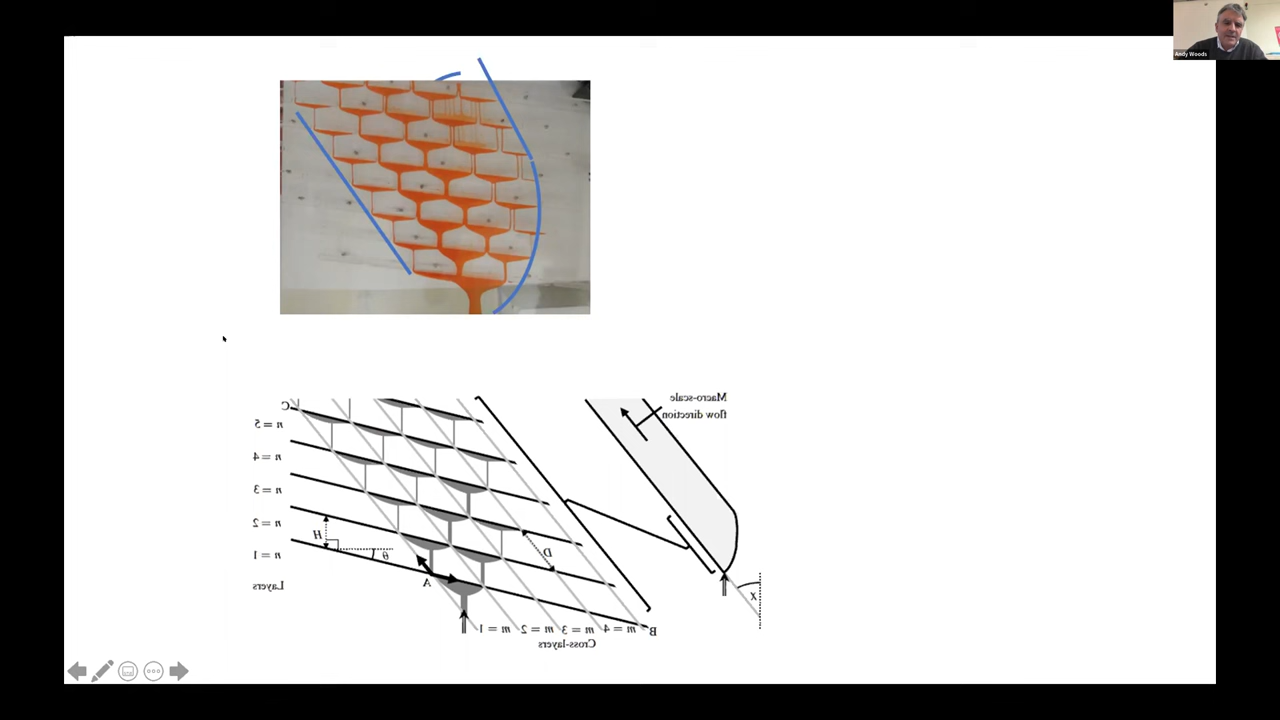 Andy Woods
Macro-scale
flow direction
C
n = 5
n = 4
n = 3
n = 2
H
D
θ
n = 1
A
χ
Layers
m = 1 m = 2 m = 3 m = 4 B
Cross-layers